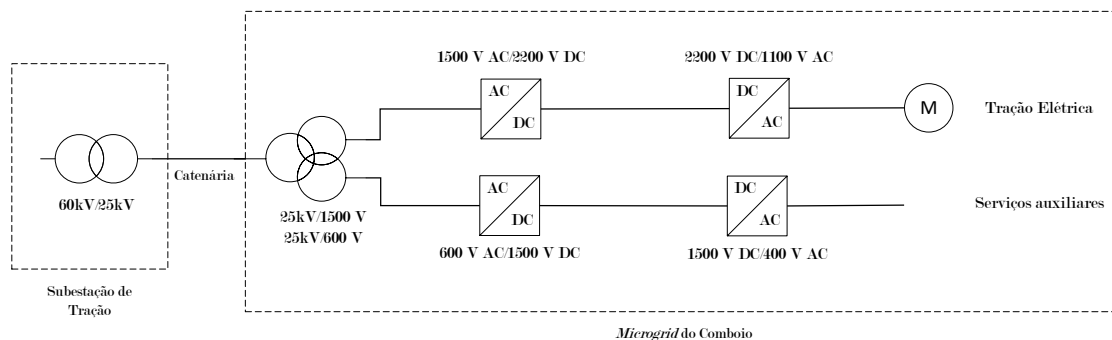 1500 V AC/2200 V DC
2200 V DC/1100 V AC
AC
DC
DC
AC
M
Tração Elétrica
60kV/25kV
Catenária
25kV/1500 V
25kV/600 V
AC
DC
DC
AC
Serviços auxiliares
600 V AC/1500 V DC
1500 V DC/400 V AC
Subestação de
Tração
Microgrid do Comboio